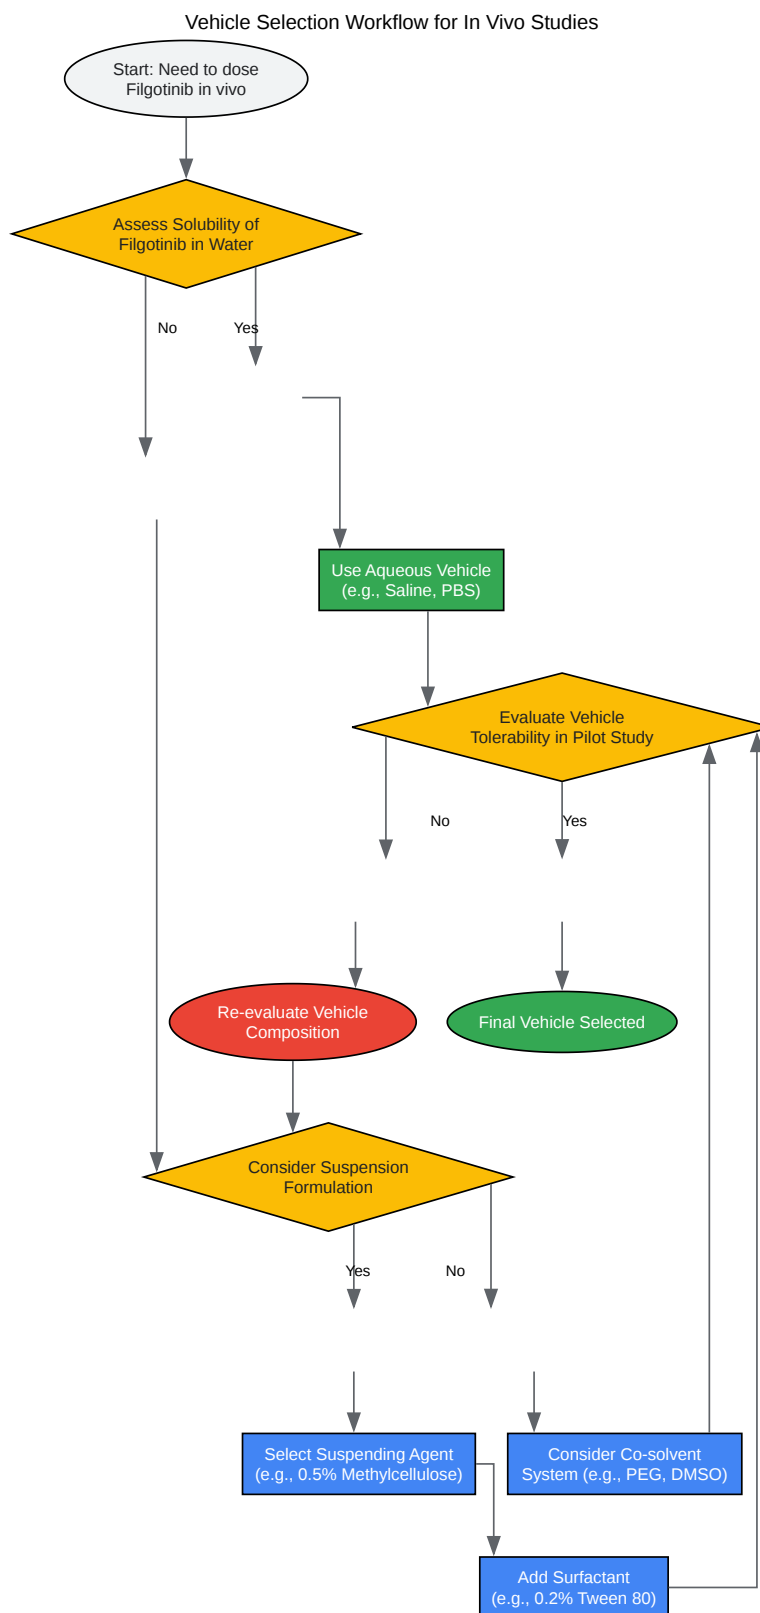 Vehicle Selection Workflow for In Vivo Studies
Start: Need to dose
Filgotinib in vivo
Assess Solubility of
Filgotinib in Water
No
Yes
Use Aqueous Vehicle
(e.g., Saline, PBS)
Evaluate Vehicle
Tolerability in Pilot Study
No
Yes
Re-evaluate Vehicle
Composition
Final Vehicle Selected
Consider Suspension
Formulation
Yes
No
Select Suspending Agent
(e.g., 0.5% Methylcellulose)
Consider Co-solvent
System (e.g., PEG, DMSO)
Add Surfactant
(e.g., 0.2% Tween 80)